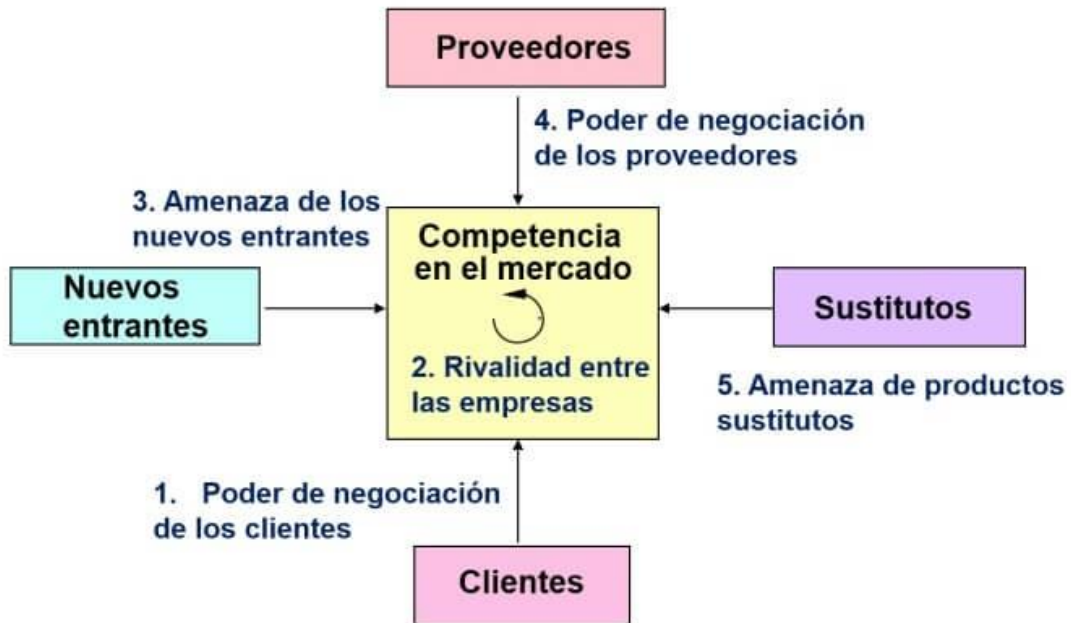 Proveedores
4. Poder de negociación
de los proveedores
3. Amenaza de los
nuevos entrantes
Competencia
en el mercado
Nuevos
entrantes
Sustitutos
2. Rivalidad entre
las empresas
5. Amenaza de productos
sustitutos
1. Poder de negociación
de los clientes
Clientes